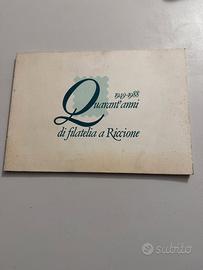 1949-1988
Quarant'anni
di filatelia a Riccione
subito